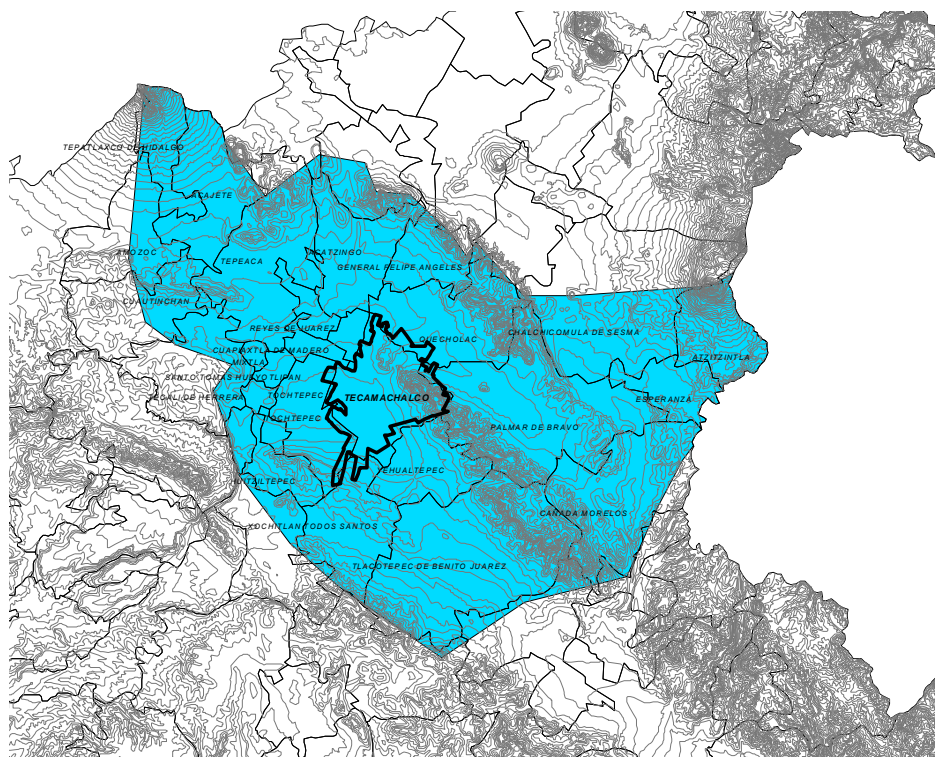 TEPATLAXCO DE HIDALGO
ACAJETE
AMOZOC
TEPEACA
ACATZINGO
GENERAL FELIPE ANGELES
CUAUTINCHAN
REYES DE JUAREZ
QUECHOLAC
CHALCHICOMULA DE SESMA
CUAPIAXTLA DE MADERO
MIXTLA
ATZITZINTLA
SANTO TOMAS HUEYOTLIPAN
TECALI DE HERRERA
TOCHTEPEC
TECAMACHALCO
ESPERANZA
TOCHTEPEC
PALMAR DE BRAVO
YEHUALTEPEC
HUITZILTEPEC
CAÑADA MORELOS
XOCHITLAN TODOS SANTOS
TLACOTEPEC DE BENITO JUAREZ